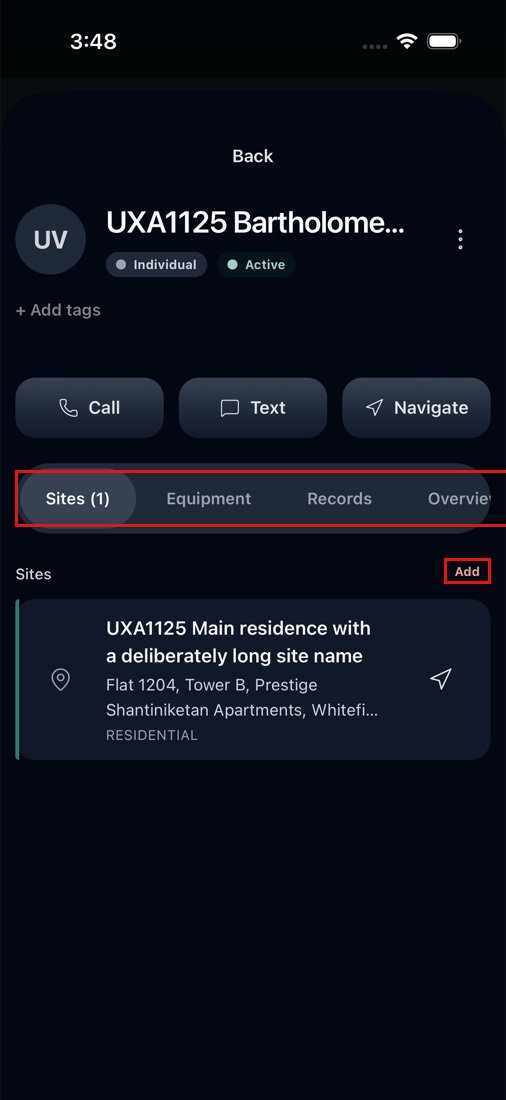 3:48
Back
UV
UXA1125 Bartholome...
Individual
Active
+ Add tags
Call
Text
Navigate
Sites (1)
Equipment
Records
Overvie
Sites
Add
UXA1125 Main residence with
a deliberately long site name
Flat 1204, Tower B, Prestige
Shantiniketan Apartments, Whitefi...
RESIDENTIAL